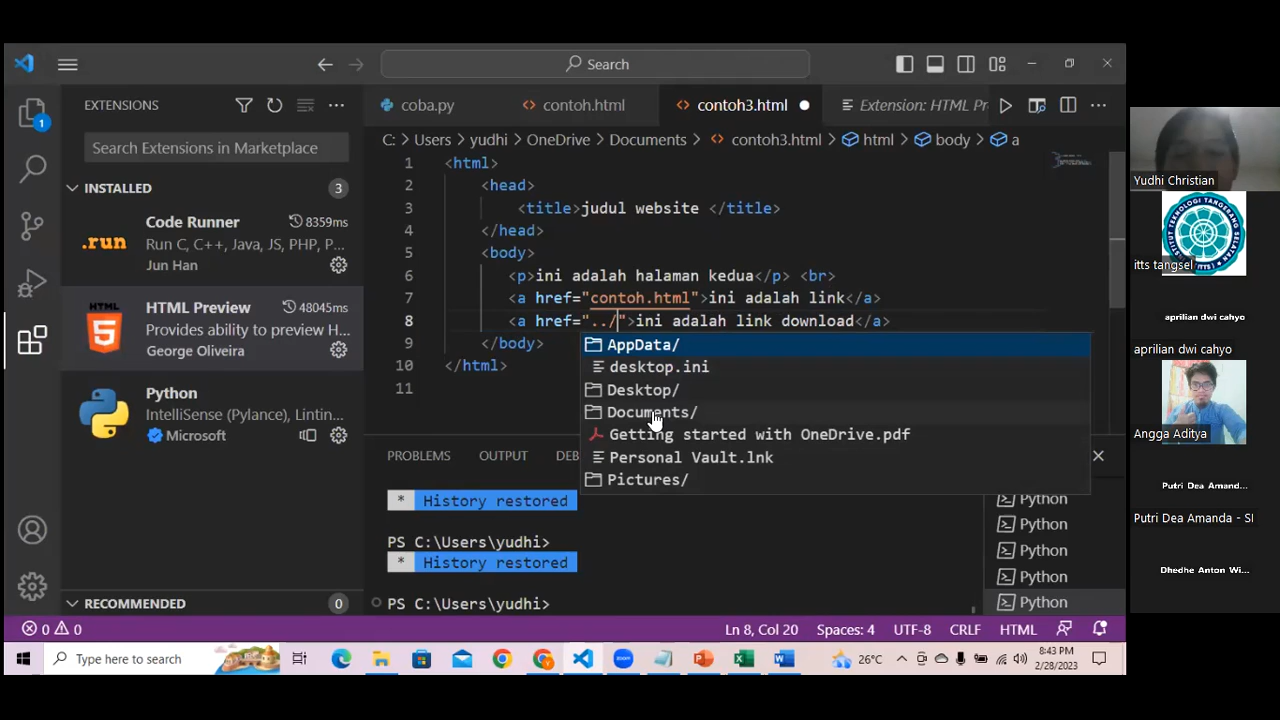 Search
EXTENSIONS
coba.py
contoh.html
contoh3.html
Extension: HTML Pr
Search Extensions in Marketplace
C: > Users > yudhi > OneDrive > Documents > contoh3.html > html > body > a
INSTALLED 3
Code Runner 8359ms
Run C, C++, Java, JS, PHP, P...
Jun Han
.run
HTML Preview 48045ms
Provides ability to preview H...
George Oliveira
Python
IntelliSense (Pylance), Lintin...
Microsoft
RECOMMENDED 0
1 <html>
2 <head>
3 <title>judul website </title>
4 </head>
5 <body>
6 <p>ini adalah halaman kedua</p> <br>
7 <a href="contoh.html">ini adalah link</a>
8 <a href="../">ini adalah link download</a>
9 </body>
10 </html>
11
AppData/
desktop.ini
Desktop/
Documents/
Getting started with OneDrive.pdf
Personal Vault.lnk
Pictures/
PROBLEMS OUTPUT DEB
* History restored
PS C:\Users\yudhi>
* History restored
PS C:\Users\yudhi>
Python
Python
Python
Python
Python
0 0
Ln 8, Col 20 Spaces: 4 UTF-8 CRLF HTML
Type here to search
26°C
8:43 PM
2/28/2023
Yudhi Christian
itts tangsel
aprilian dwi cahyo
aprilian dwi cahyo
Angga Aditya
Putri Dea Amand...
Putri Dea Amanda - SI
Dhedhe Anton Wi...